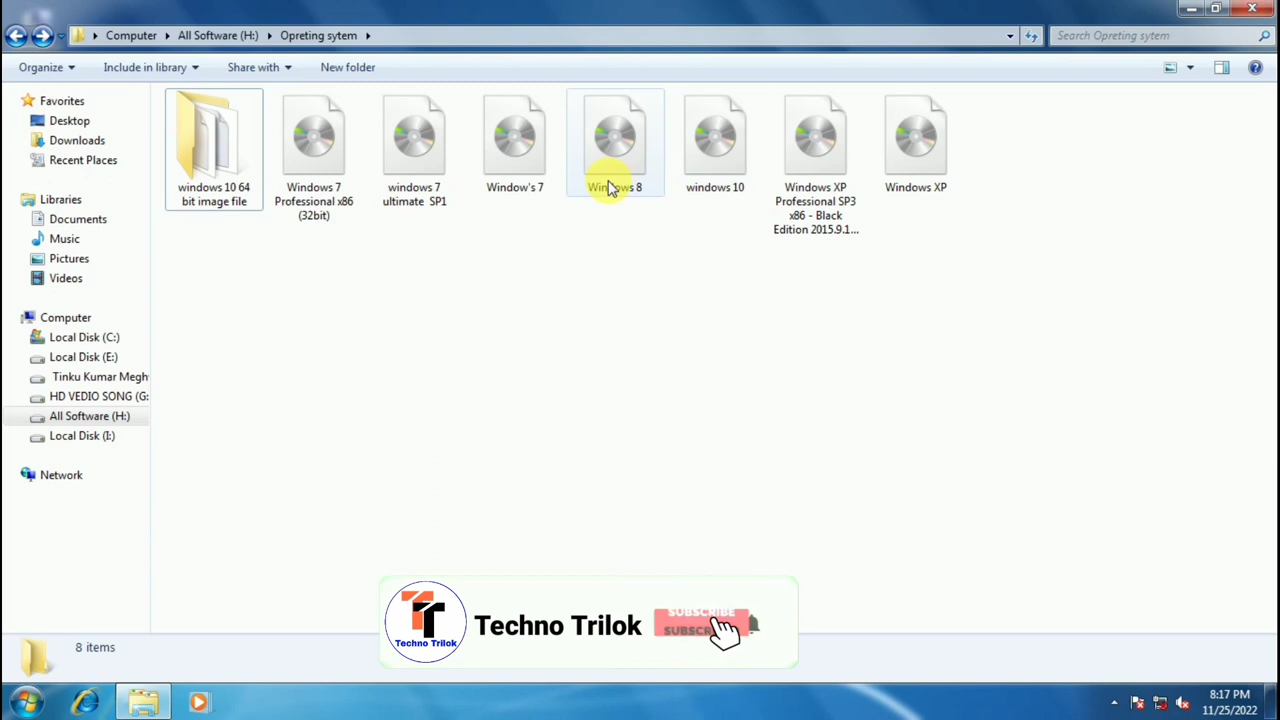 Computer All Software (H:) Opreting sytem
Search Opreting sytem
Organize Include in library Share with New folder
Favorites
Desktop
Downloads
Recent Places
Libraries
Documents
Music
Pictures
Videos
Computer
Local Disk (C:)
Local Disk (E:)
Tinku Kumar Megh
HD VEDIO SONG (G:
All Software (H:)
Local Disk (I:)
Network
windows 10 64
bit image file
Windows 7
Professional x86
(32bit)
windows 7
ultimate SP1
Window's 7
Windows 8
windows 10
Windows XP
Professional SP3
x86 - Black
Edition 2015.9.1...
Windows XP
Techno Trilok
Techno Trilok
SUBSCRIBE
8 items
8:17 PM
11/25/2022